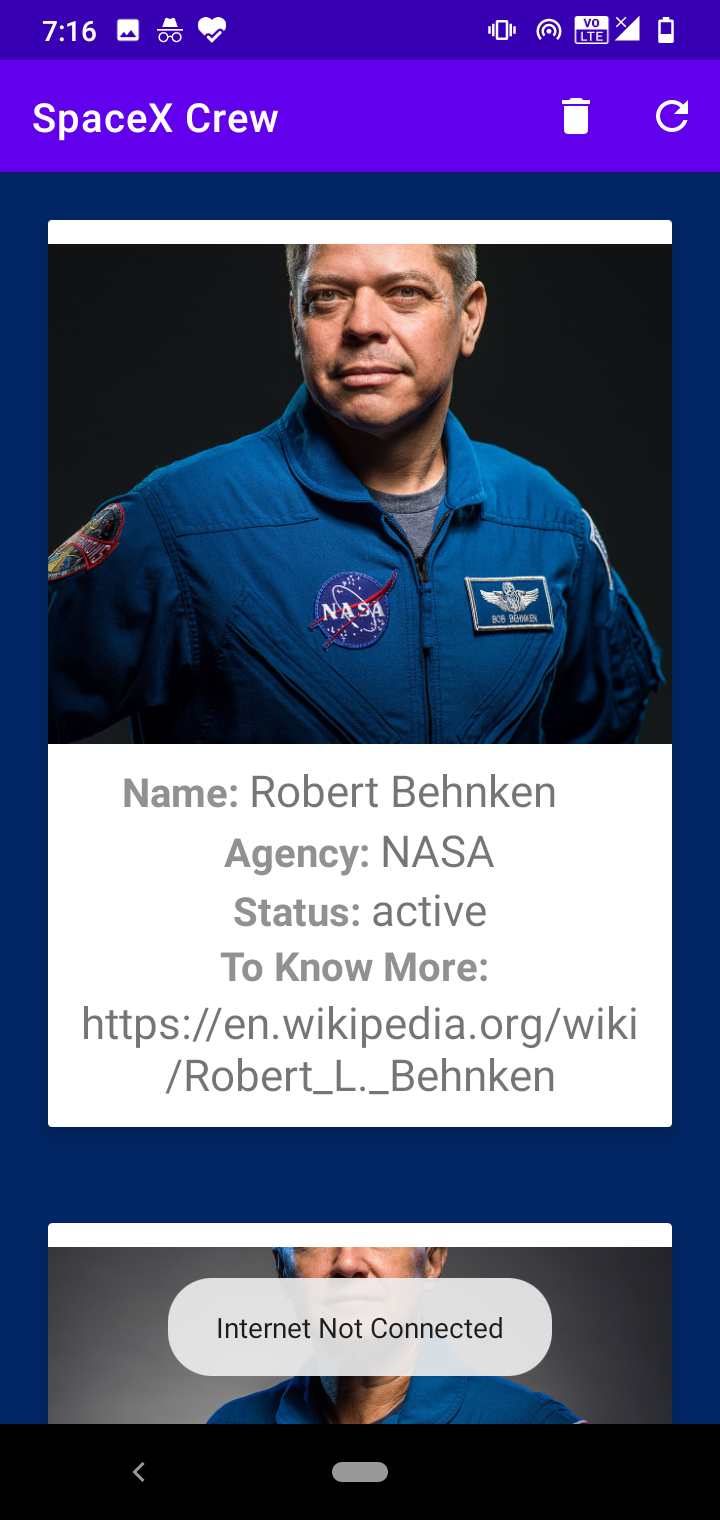 7:16
VO
LTE
SpaceX Crew
NASA
BOB BEHNKEN
Name: Robert Behnken
Agency: NASA
Status: active
To Know More:
https://en.wikipedia.org/wiki
/Robert_L._Behnken
Internet Not Connected